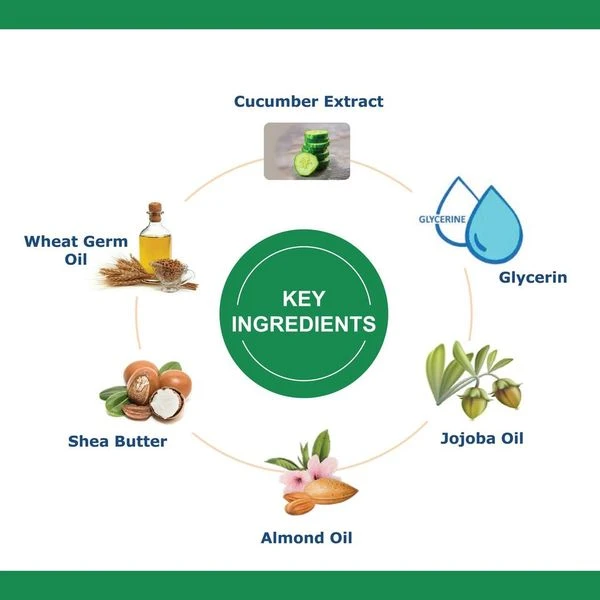 Cucumber Extract
GLYCERINE
Glycerin
Wheat Germ
Oil
KEY
INGREDIENTS
Shea Butter
Jojoba Oil
Almond Oil